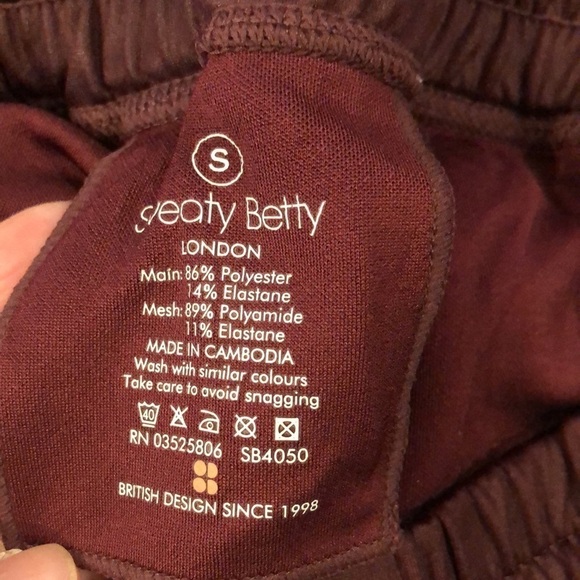 S
Sweaty Betty
LONDON
Main: 86% Polyester
14% Elastane
Mesh: 89% Polyamide
11% Elastane
MADE IN CAMBODIA
Wash with similar colours
Take care to avoid snagging
40
RN 03525806 SB4050
BRITISH DESIGN SINCE 1998